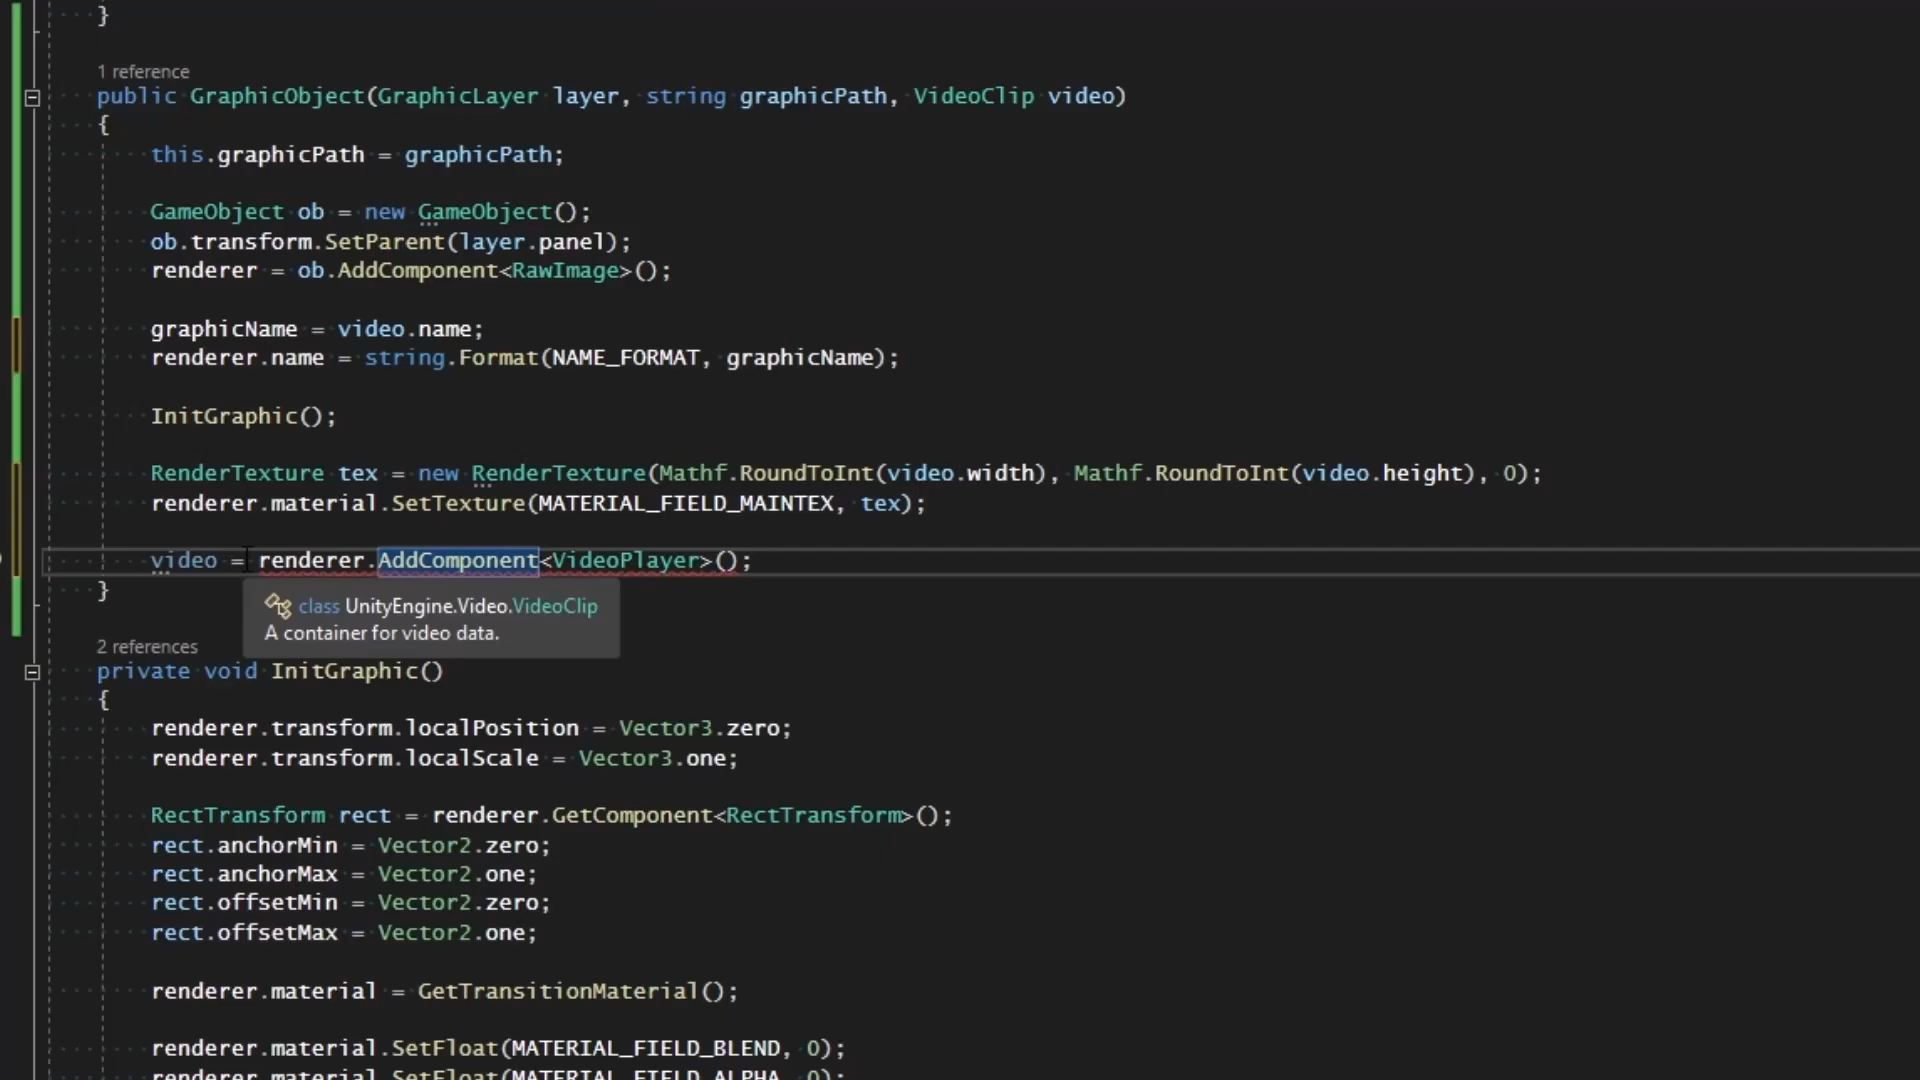 }
1 reference
public GraphicObject(GraphicLayer layer, string graphicPath, VideoClip video)
{
this.graphicPath = graphicPath;
GameObject ob = new GameObject();
ob.transform.SetParent(layer.panel);
renderer = ob.AddComponent<RawImage>();
graphicName = video.name;
renderer.name = string.Format(NAME_FORMAT, graphicName);
InitGraphic();
RenderTexture tex = new RenderTexture(Mathf.RoundToInt(video.width), Mathf.RoundToInt(video.height), 0);
renderer.material.SetTexture(MATERIAL_FIELD_MAINTEX, tex);
video = renderer.AddComponent<VideoPlayer>();
}
class UnityEngine.Video.VideoClip
A container for video data.
2 references
private void InitGraphic()
{
renderer.transform.localPosition = Vector3.zero;
renderer.transform.localScale = Vector3.one;
RectTransform rect = renderer.GetComponent<RectTransform>();
rect.anchorMin = Vector2.zero;
rect.anchorMax = Vector2.one;
rect.offsetMin = Vector2.zero;
rect.offsetMax = Vector2.one;
renderer.material = GetTransitionMaterial();
renderer.material.SetFloat(MATERIAL_FIELD_BLEND, 0);
renderer.material.SetFloat(MATERIAL_FIELD_ALPHA, 0);